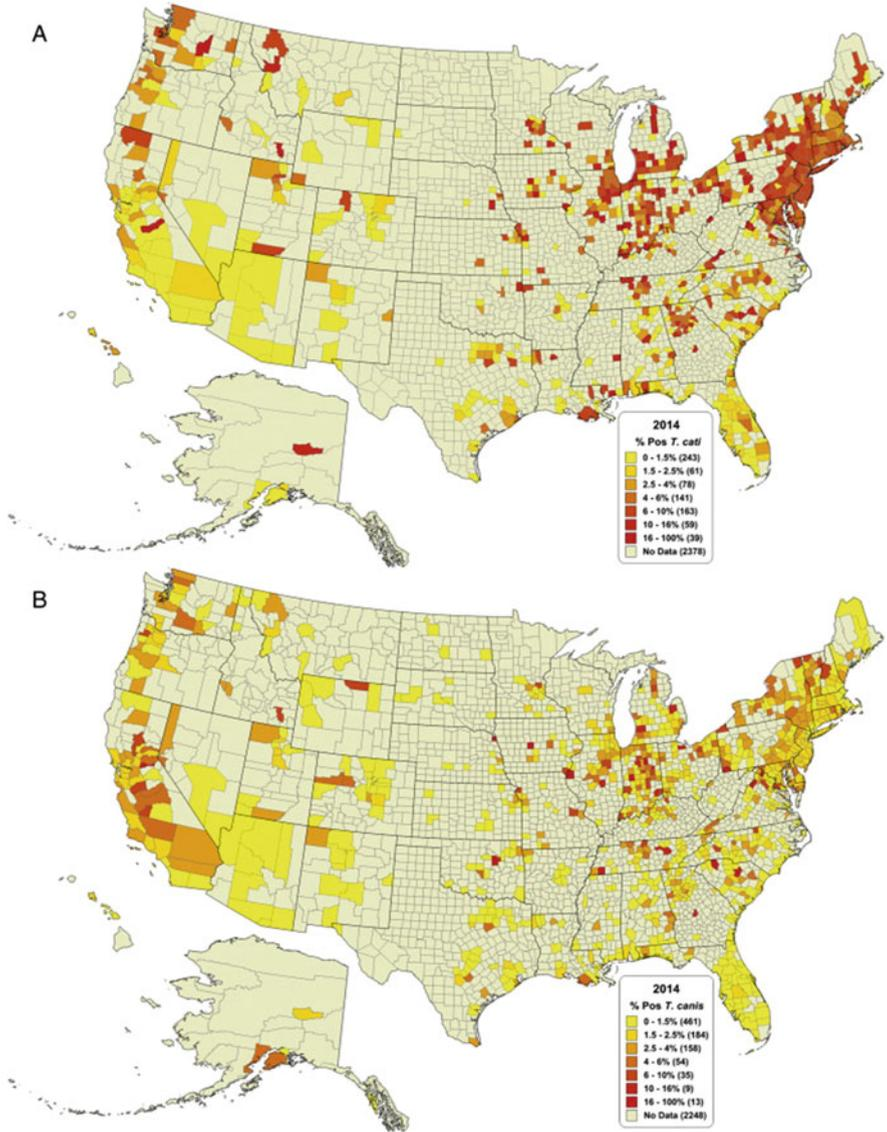 A
2014
% Pos T. cati
0 - 1.5% (243)
1.5 - 2.5% (61)
2.5 - 4% (78)
4 - 6% (141)
6 - 10% (163)
10 - 16% (59)
16 - 100% (39)
No Data (2378)
B
2014
% Pos T. canis
0 - 1.5% (461)
1.5 - 2.5% (184)
2.5 - 4% (158)
4 - 6% (54)
6 - 10% (35)
10 - 16% (9)
16 - 100% (13)
No Data (2248)